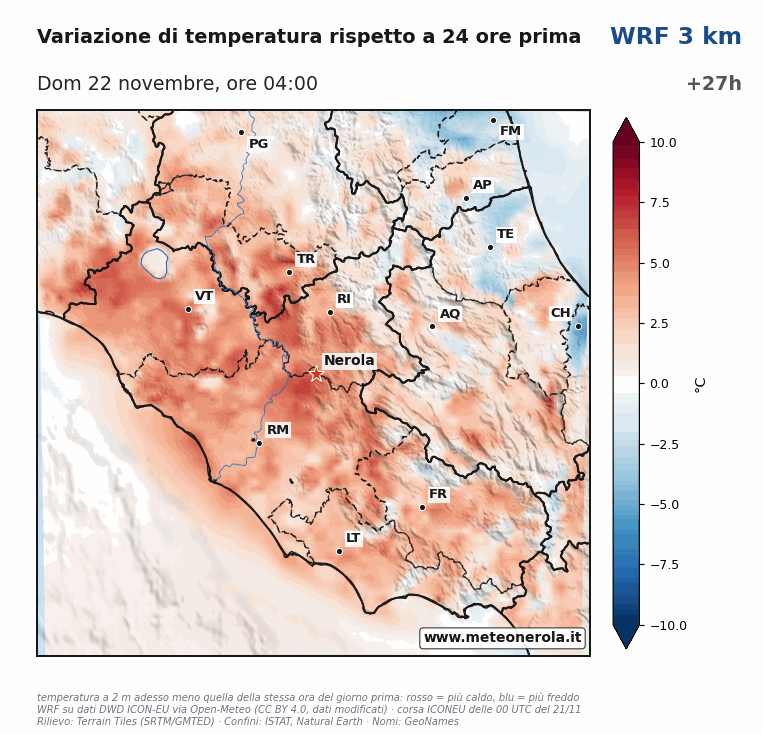 Variazione di temperatura rispetto a 24 ore prima
WRF 3 km
Dom 22 novembre, ore 04:00
+27h
FM
PG
AP
TE
TR
VT
RI
AQ
CH
Nerola
RM
FR
LT
www.meteonerola.it
10.0
7.5
5.0
2.5
0.0
−2.5
−5.0
−7.5
−10.0
°C
temperatura a 2 m adesso meno quella della stessa ora del giorno prima: rosso = più caldo, blu = più freddo
WRF su dati DWD ICON-EU via Open-Meteo (CC BY 4.0, dati modificati) · corsa ICONEU delle 00 UTC del 21/11
Rilievo: Terrain Tiles (SRTM/GMTED) · Confini: ISTAT, Natural Earth · Nomi: GeoNames